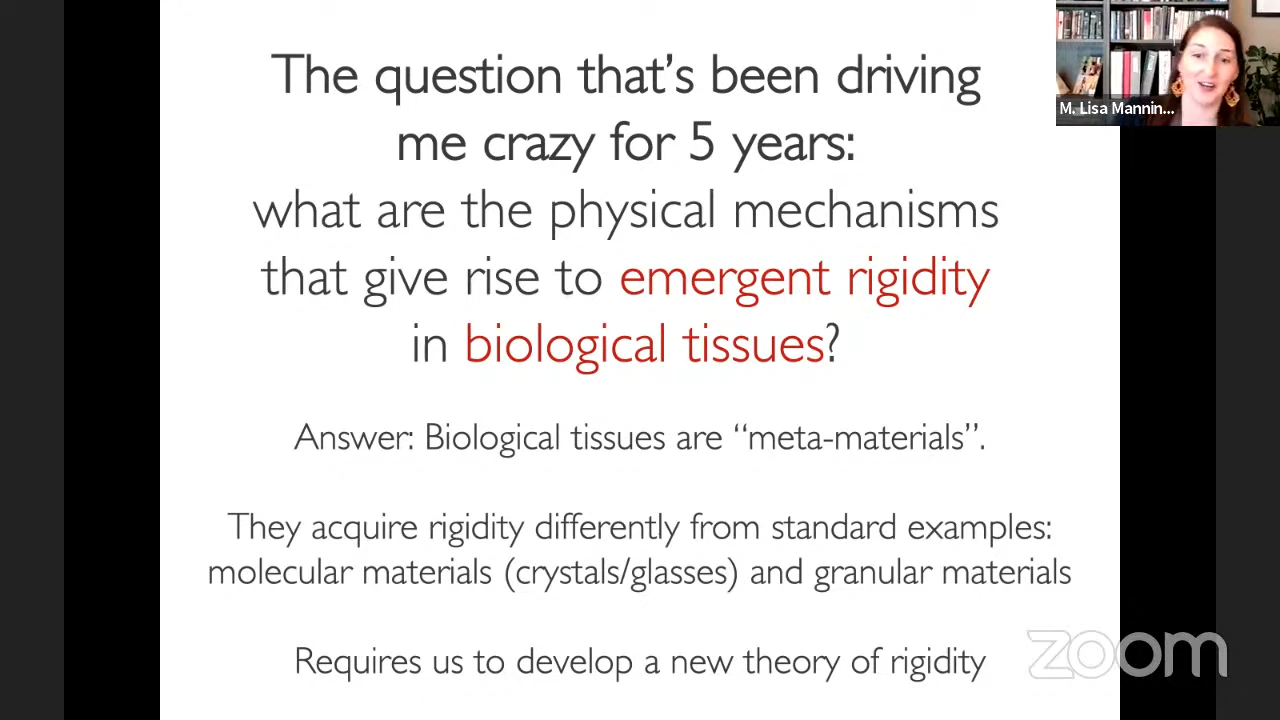 The question that's been driving
me crazy for 5 years:
what are the physical mechanisms
that give rise to emergent rigidity
in biological tissues?
Answer: Biological tissues are “meta-materials”.
They acquire rigidity differently from standard examples:
molecular materials (crystals/glasses) and granular materials
Requires us to develop a new theory of rigidity
M. Lisa Mannin...
zoom